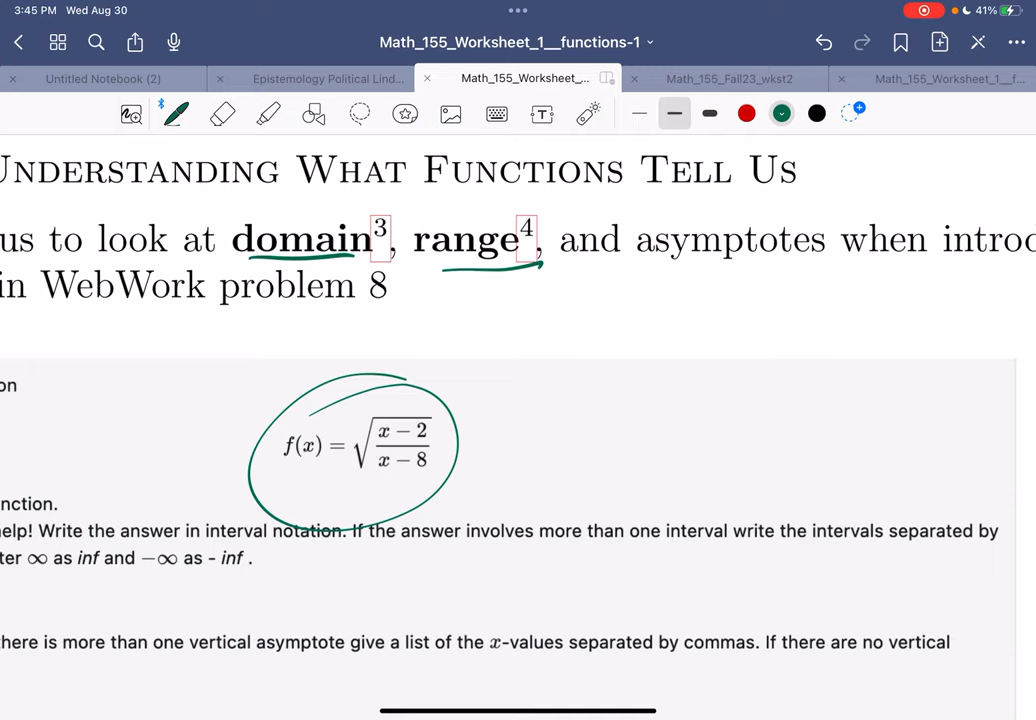 3:45 PM Wed Aug 30
41%
Math_155_Worksheet_1__functions-1
Untitled Notebook (2)
Epistemology Political Lind...
Math_155_Worksheet_...
Math_155_Fall23_wkst2
Math_155_Worksheet_1__f...
UNDERSTANDING WHAT FUNCTIONS TELL US
us to look at domain³, range⁴, and asymptotes when introd
in WebWork problem 8
on
f(x) = √((x − 2)/(x − 8))
nction.
help! Write the answer in interval notation. If the answer involves more than one interval write the intervals separated by
ter ∞ as inf and −∞ as - inf .
there is more than one vertical asymptote give a list of the x-values separated by commas. If there are no vertical